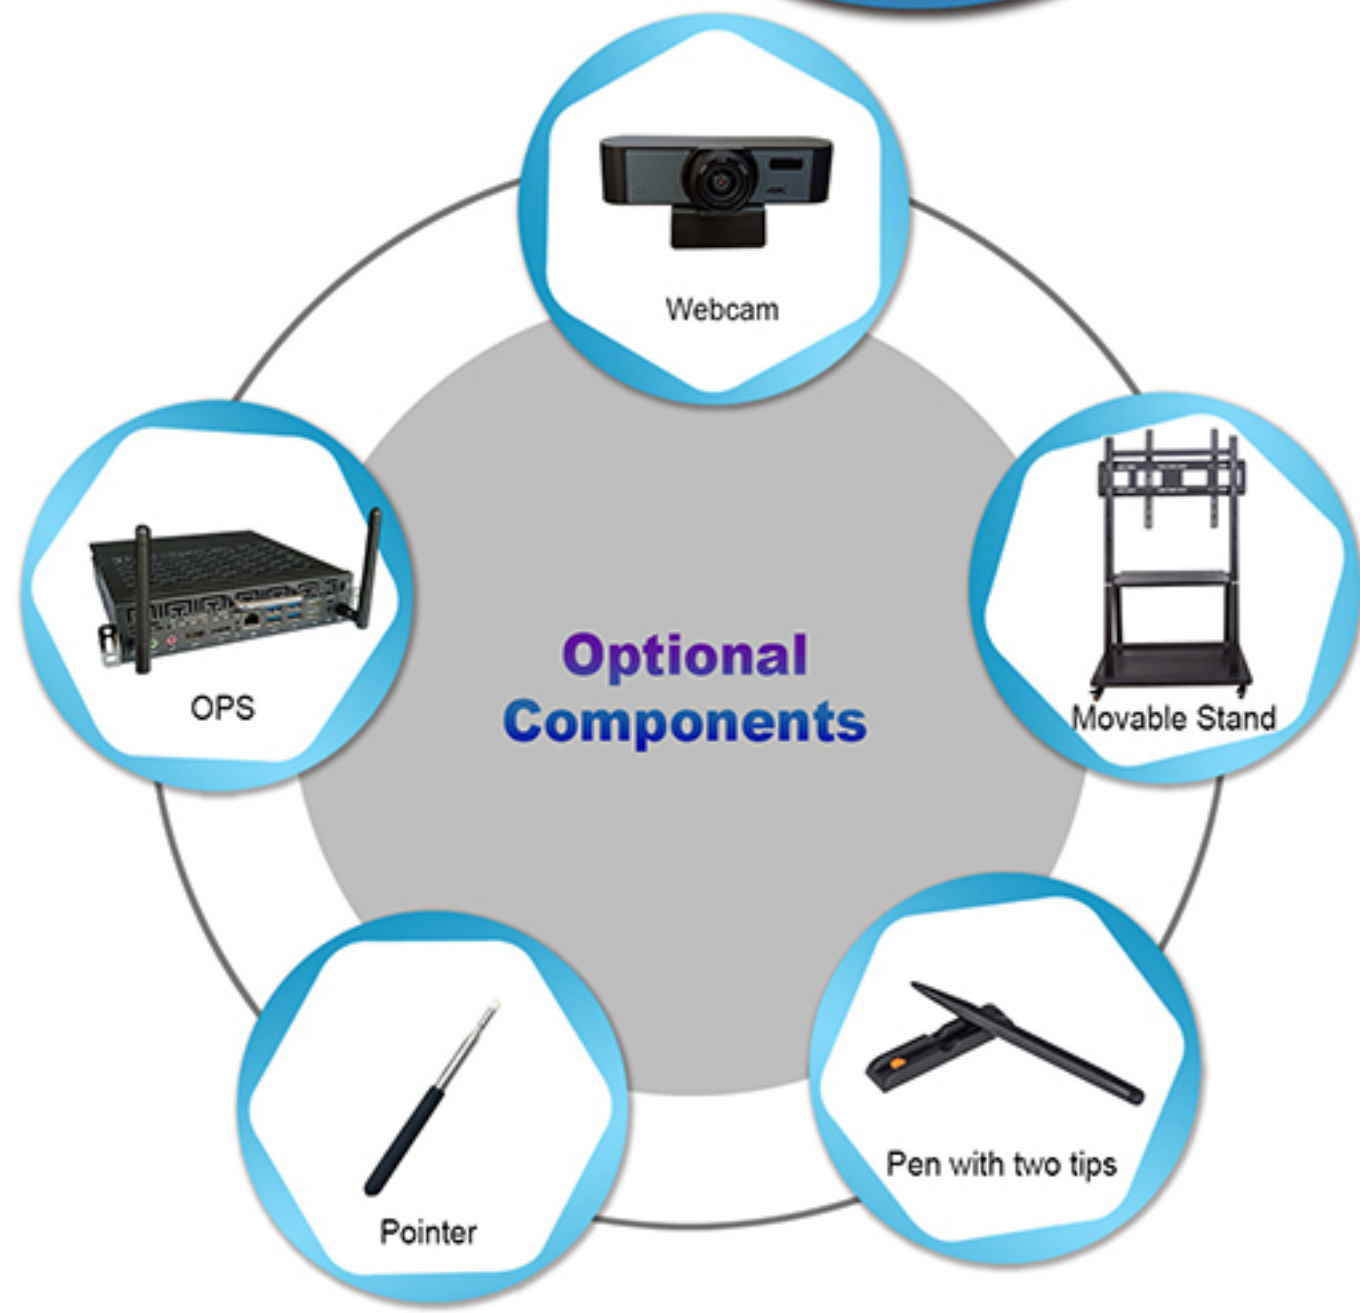 Webcam
OPS
Movable Stand
Optional
Components
Pen with two tips
Pointer